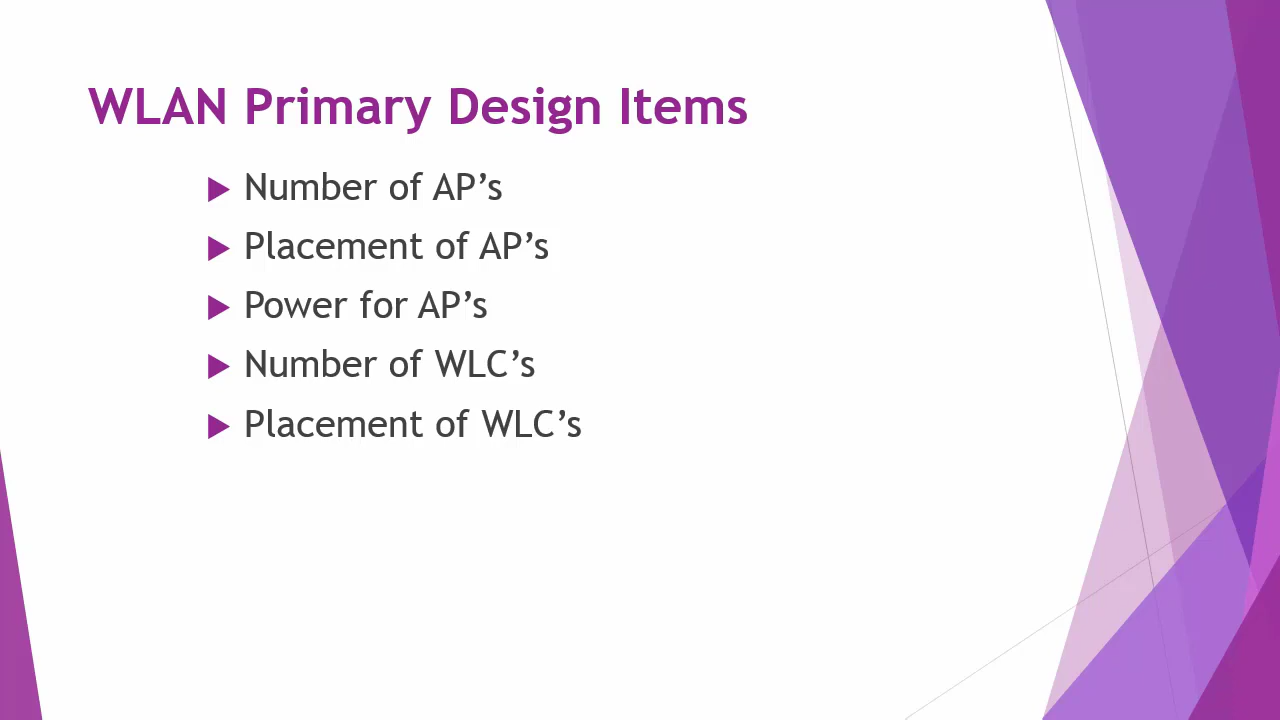 WLAN Primary Design Items
Number of AP’s
Placement of AP’s
Power for AP’s
Number of WLC’s
Placement of WLC’s